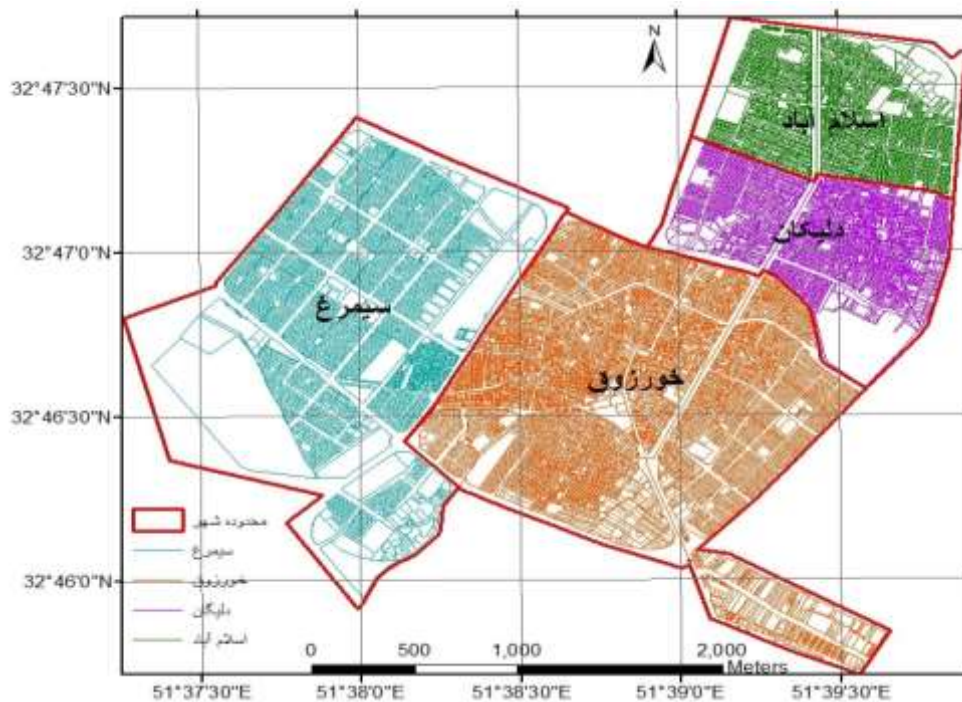 N
32°47'30"N
اسلام آباد
دلیگان
32°47'0"N
سیمرغ
خورزوق
32°46'30"N
محدوده شهر
سیمرغ
32°46'0"N
خورزوق
دلیگان
اسلام آباد
0 500 1,000 2,000
Meters
51°37'30"E 51°38'0"E 51°38'30"E 51°39'0"E 51°39'30"E